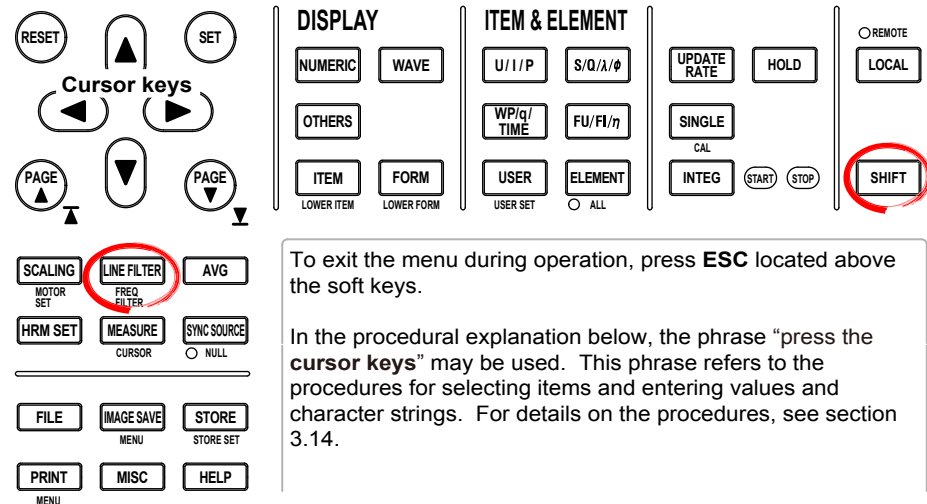 RESET
SET
Cursor keys
PAGE
PAGE
DISPLAY
NUMERIC WAVE
OTHERS
ITEM FORM
LOWER ITEM LOWER FORM
ITEM & ELEMENT
U/I/P S/Q/λ/φ
WP/q/
TIME
FU/FI/η
USER ELEMENT
USER SET ALL
UPDATE
RATE
HOLD
SINGLE
CAL
INTEG START STOP
REMOTE
LOCAL
SHIFT
SCALING LINE FILTER AVG
MOTOR
SET
FREQ
FILTER
HRM SET MEASURE SYNC SOURCE
CURSOR NULL
FILE IMAGE SAVE STORE
MENU STORE SET
PRINT MISC HELP
MENU
To exit the menu during operation, press ESC located above
the soft keys.
In the procedural explanation below, the phrase “press the
cursor keys” may be used. This phrase refers to the
procedures for selecting items and entering values and
character strings. For details on the procedures, see section
3.14.